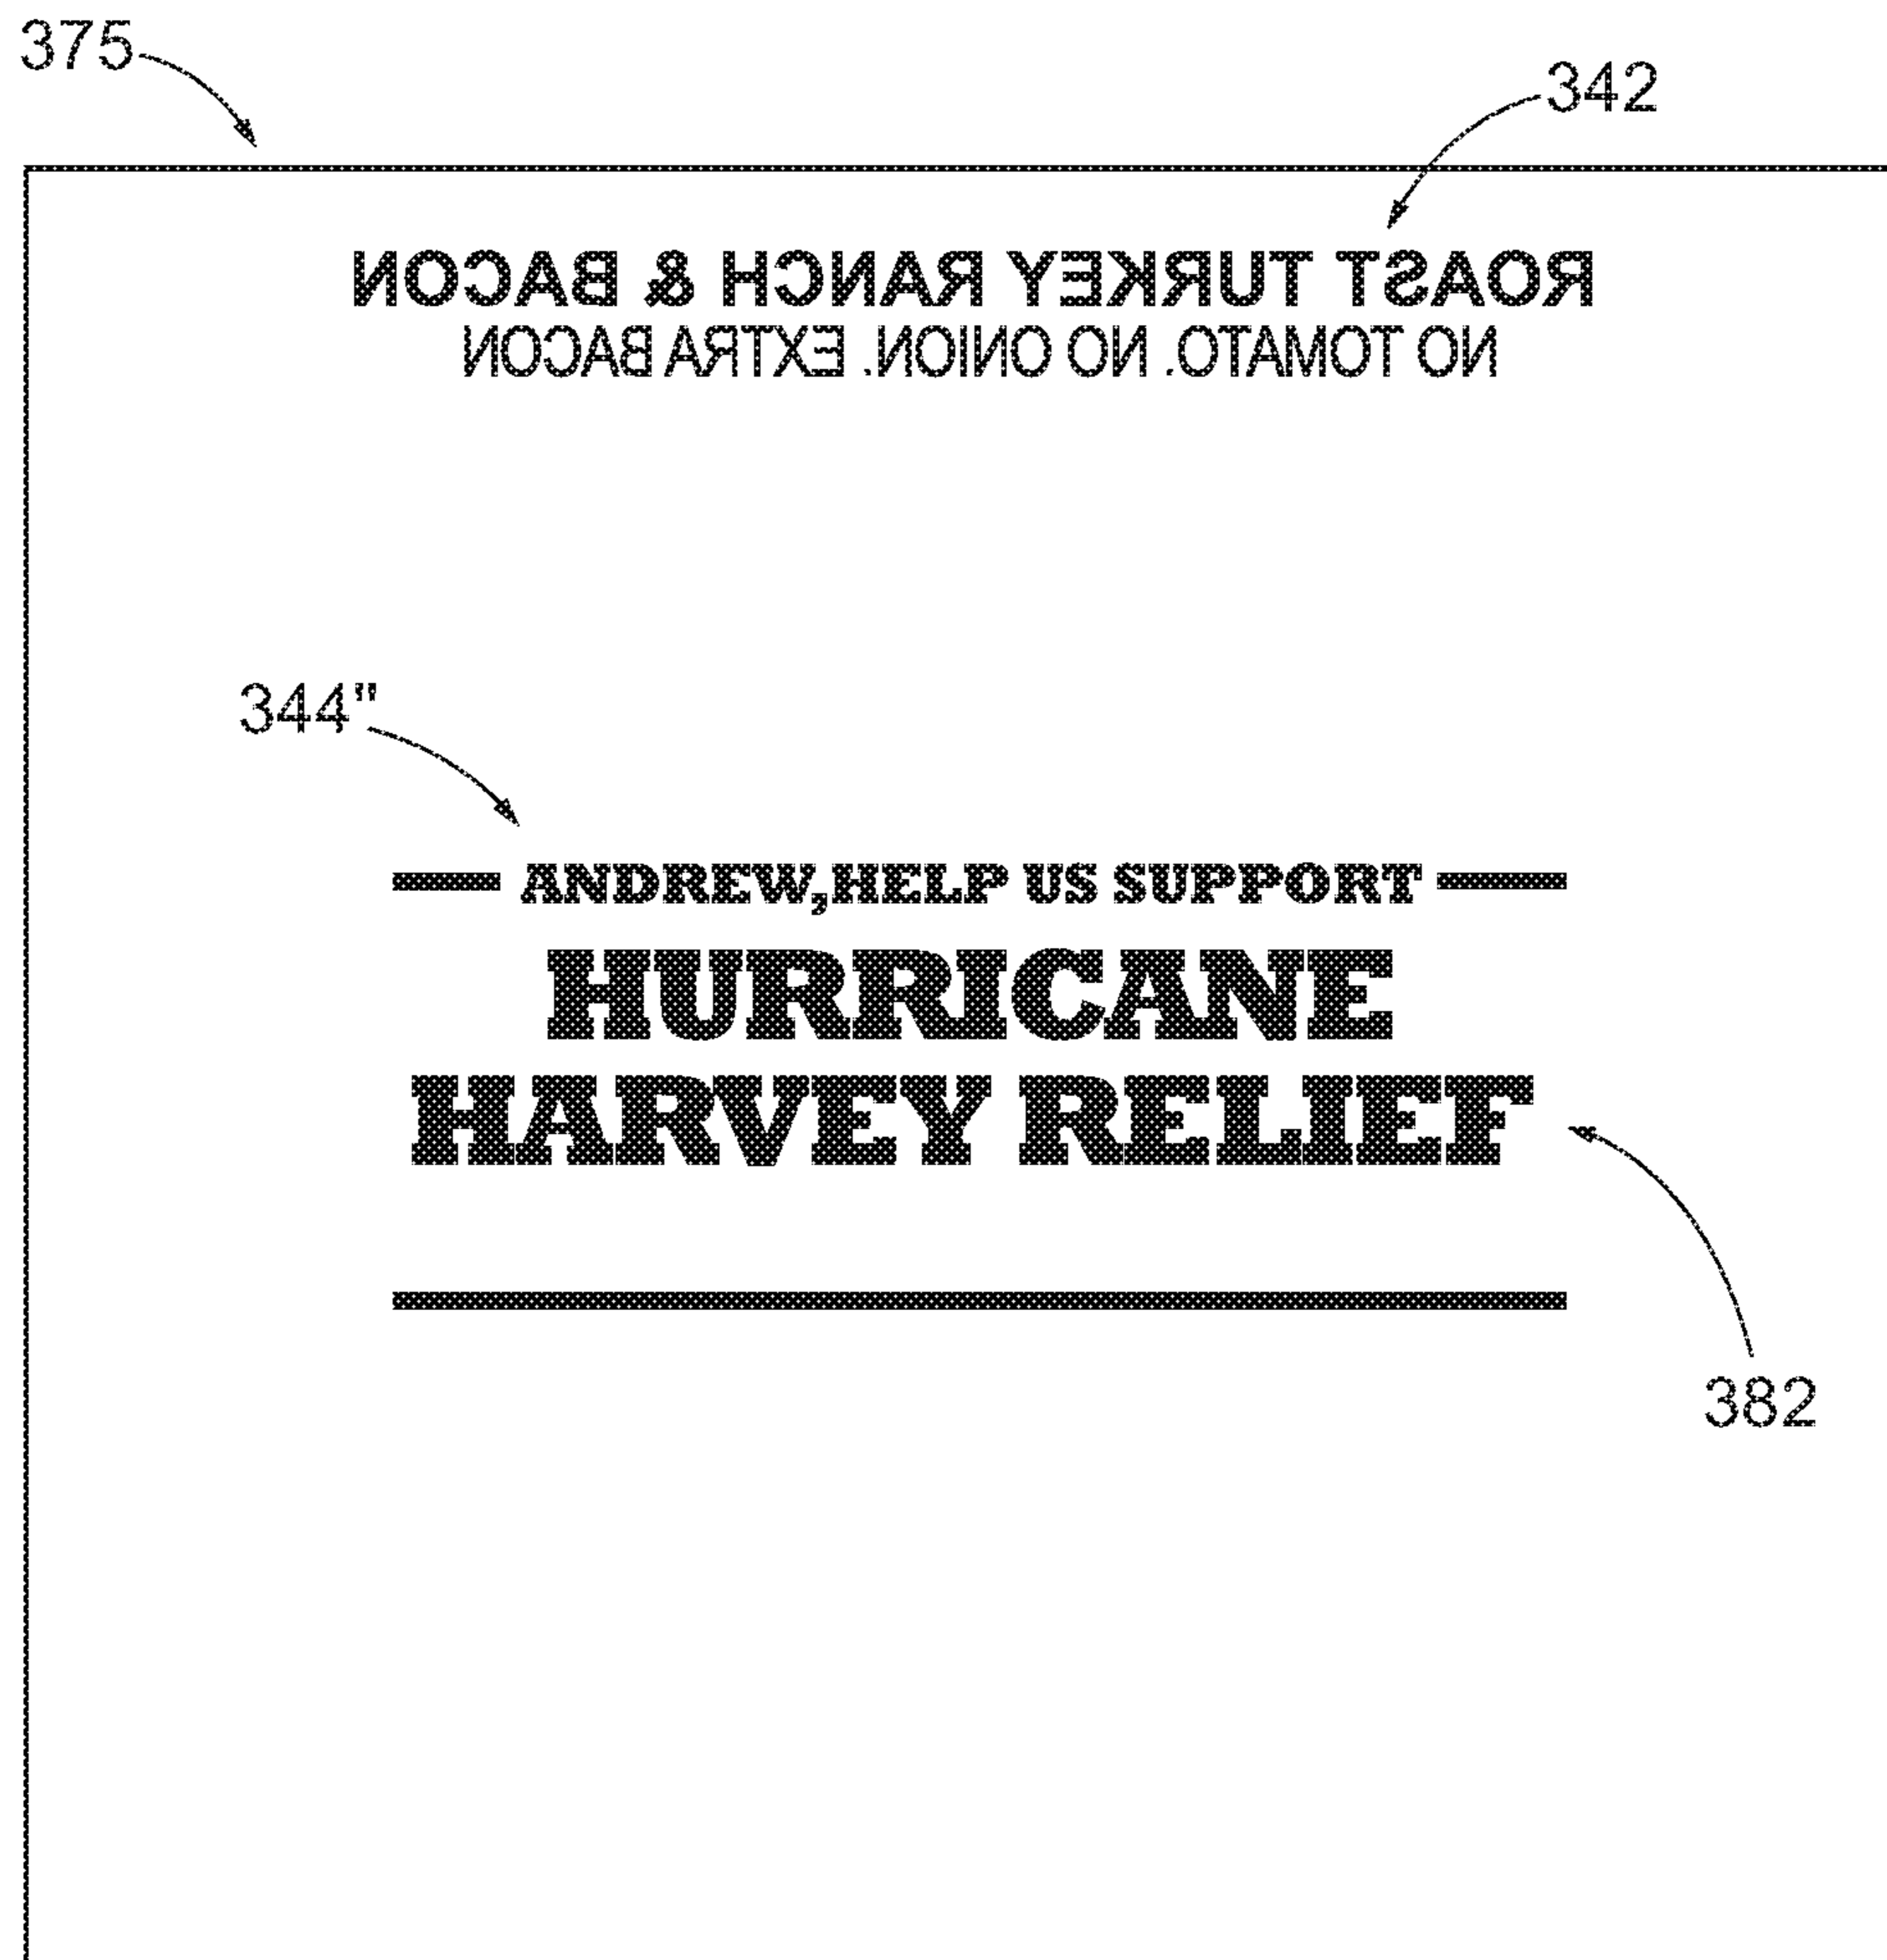 375
342
ROAST TURKEY RANCH & BACON
NO TOMATO. NO ONION. EXTRA BACON
344"
ANDREW,HELP US SUPPORT
HURRICANE
HARVEY RELIEF
382